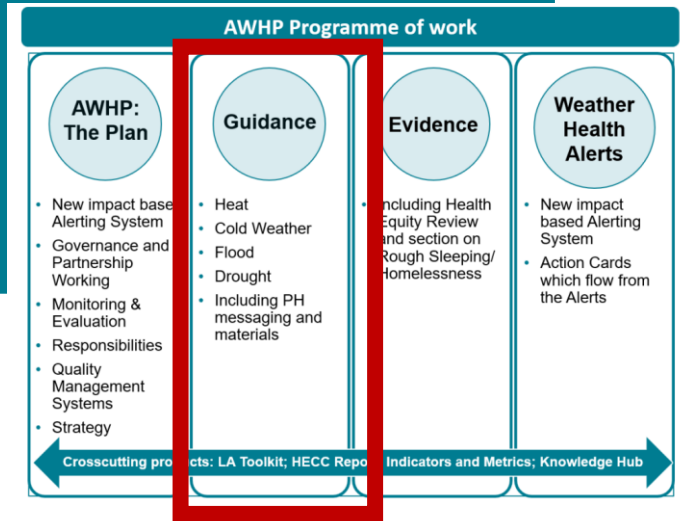 AWHP Programme of work
AWHP:
The Plan
• New impact base
Alerting System
• Governance and
Partnership
Working
• Monitoring &
Evaluation
• Responsibilities
• Quality
Management
Systems
• Strategy
Guidance
• Heat
• Cold Weather
• Flood
• Drought
• Including PH
messaging and
materials
Evidence
ncluding Health
Equity Review
and section on
Rough Sleeping/
Homelessness
Weather
Health
Alerts
• New impact
based Alerting
System
• Action Cards
which flow from
the Alerts
Crosscutting pro cts: LA Toolkit; HECC Repo Indicators and Metrics; Knowledge Hub